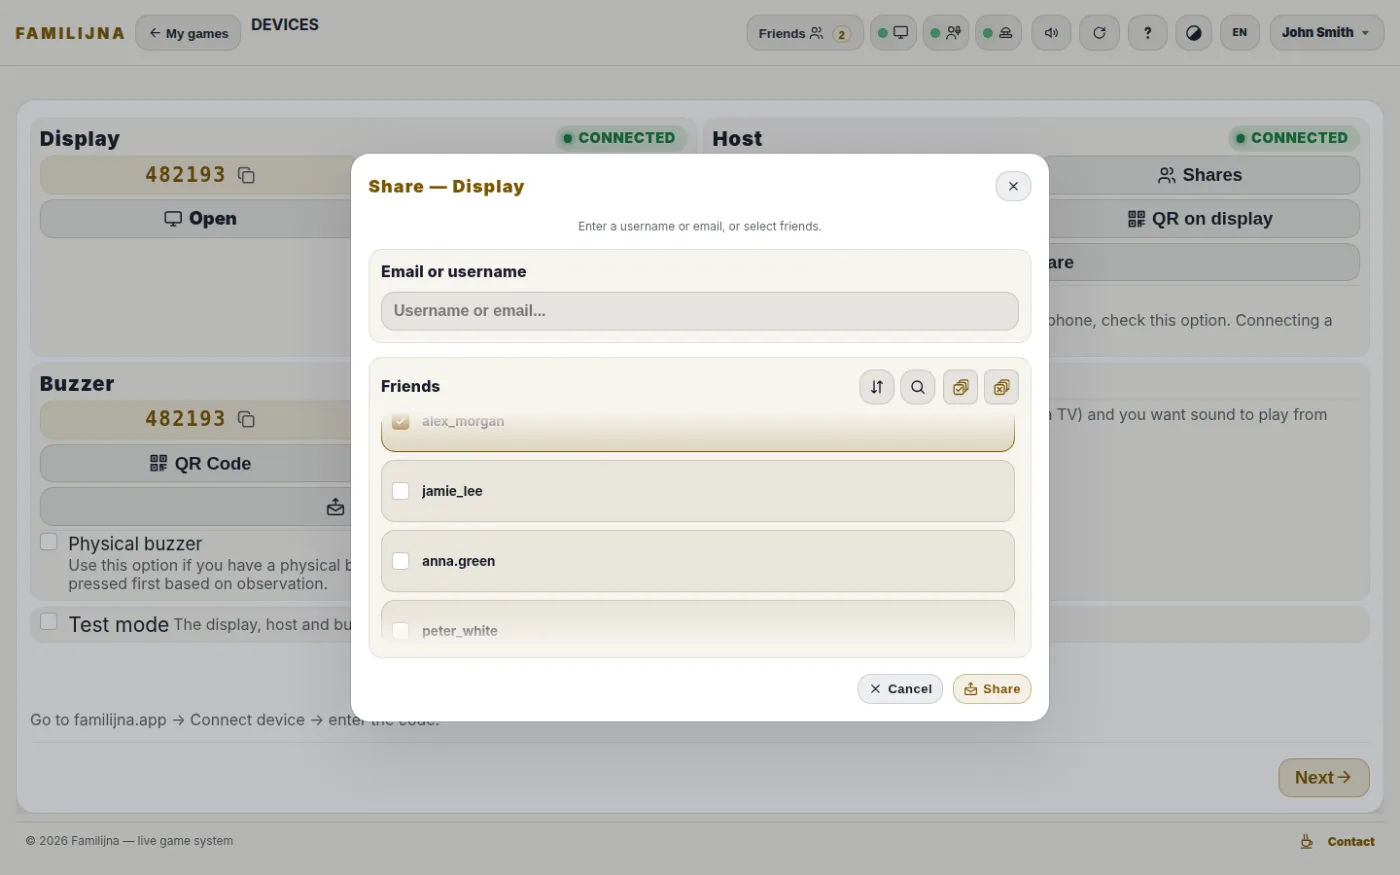 FAMILIJNA
← My games
DEVICES
Friends 2
?
EN
John Smith
Display
CONNECTED
482193
Open
Host
CONNECTED
Shares
QR on display
are
phone, check this option. Connecting a
Share — Display
Enter a username or email, or select friends.
Email or username
Username or email...
Friends
alex_morgan
jamie_lee
anna.green
peter_white
Cancel
Share
Buzzer
482193
QR Code
Physical buzzer
Use this option if you have a physical b
pressed first based on observation.
a TV) and you want sound to play from
Test mode The display, host and bu
Go to familijna.app → Connect device → enter the code.
Next →
© 2026 Familijna — live game system
Contact